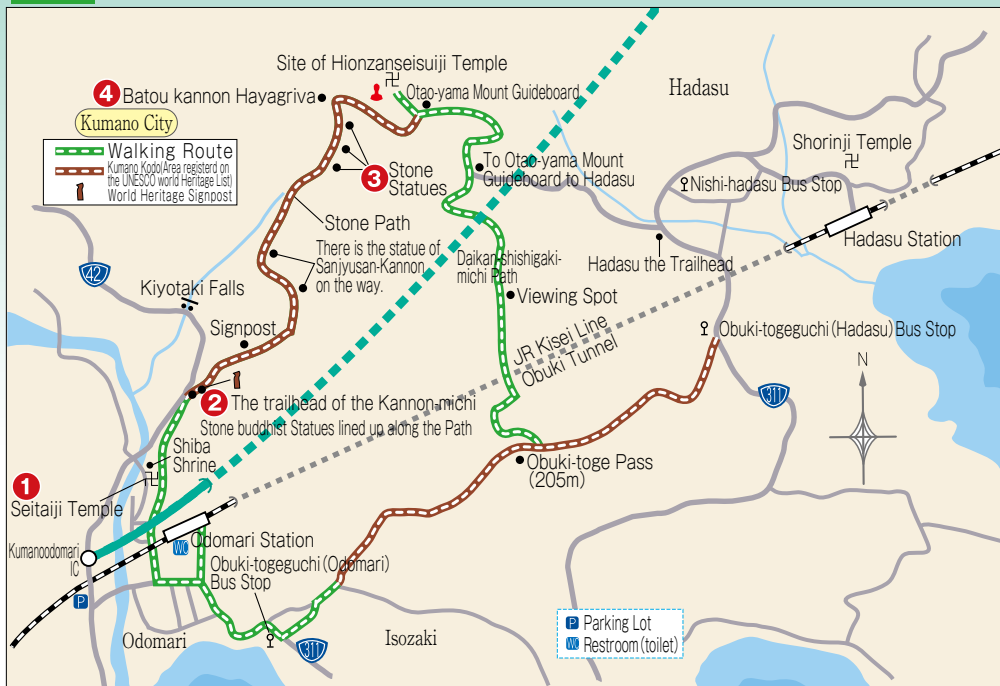 Site of Hionzanseisuiji Temple
Otao-yama Mount Guideboard
Hadasu
4 Batou kannon Hayagriva
Kumano City
Walking Route
Kumano Kodo(Area registerd on
the UNESCO world Heritage List)
World Heritage Signpost
Shorinji Temple
3 Stone
Statues
To Otao-yama Mount
Guideboard to Hadasu
Nishi-hadasu Bus Stop
Stone Path
Hadasu Station
There is the statue of
Sanjyusan-Kannon
on the way.
Daikanshishigaki-
michi Path
Hadasu the Trailhead
42
Kiyotaki Falls
Viewing Spot
Signpost
Obuki-togeguchi(Hadasu) Bus Stop
JR Kisei Line
Obuki Tunnel
N
311
2 The trailhead of the Kannon-michi
Stone buddhist Statues lined up along the Path
Shiba
Shrine
Obuki-toge Pass
(205m)
1
Seitaiji Temple
Kumanoodomari
IC
WC
Odomari Station
Obuki-togeguchi(Odomari)
Bus Stop
P
Odomari
311
Isozaki
P Parking Lot
WC Restroom(toilet)